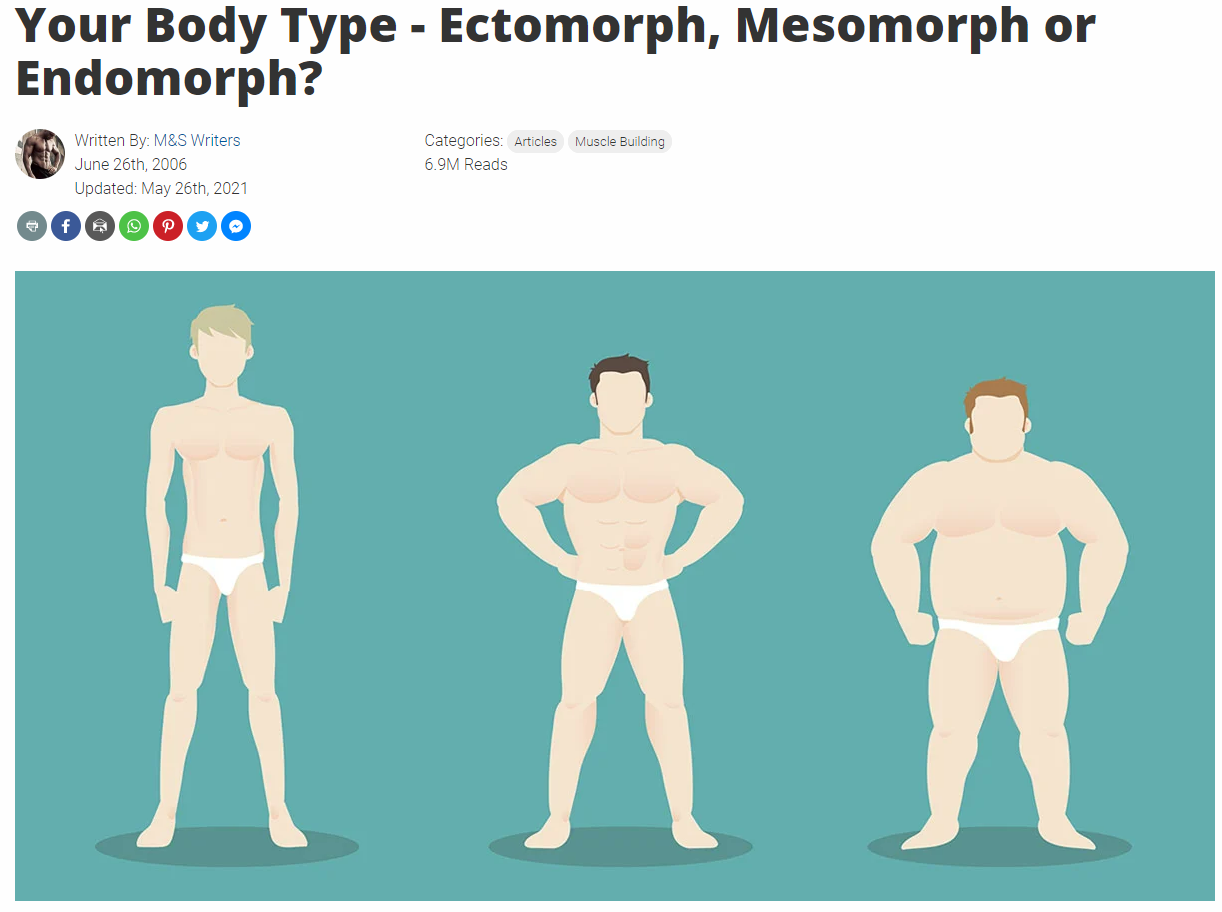 Your Body Type - Ectomorph, Mesomorph or
Endomorph?
Written By: M&S Writers
June 26th, 2006
Updated: May 26th, 2021
Categories: Articles Muscle Building
6.9M Reads